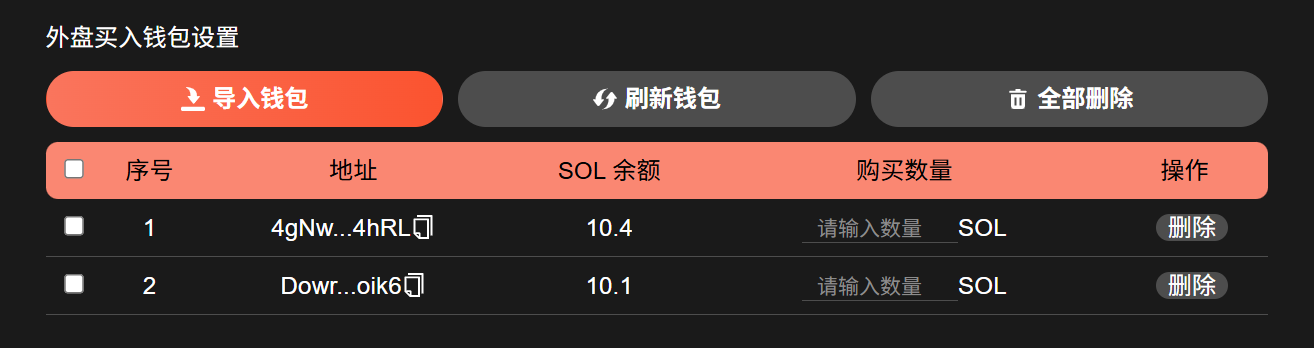 外盘买入钱包设置
导入钱包 刷新钱包 全部删除
序号 地址 SOL 余额 购买数量 操作
1 4gNw...4hRL 10.4 请输入数量 SOL 删除
2 Dowr...oik6 10.1 请输入数量 SOL 删除